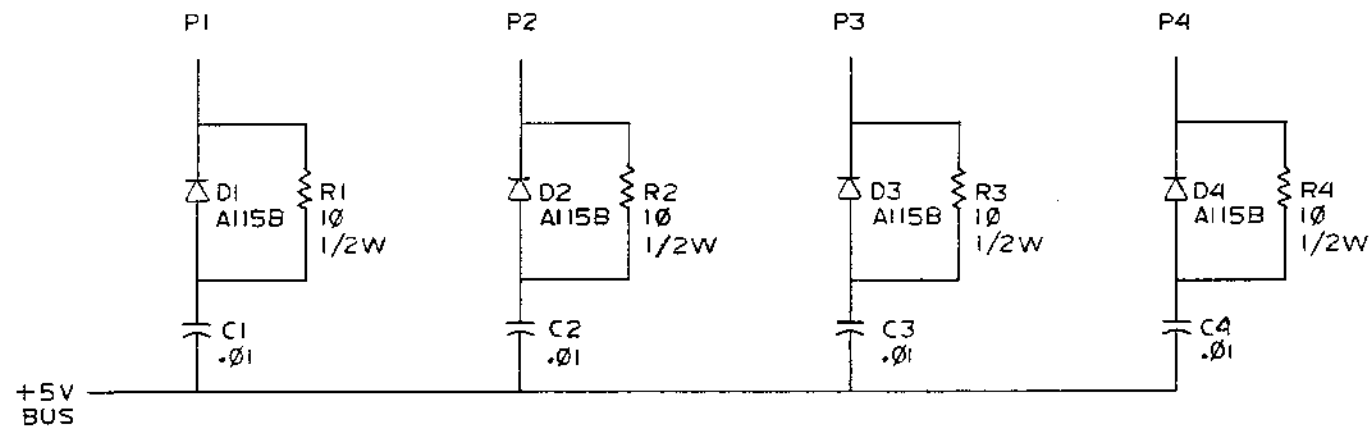 P1 P2 P3 P4
D1
A115B
R1
1Ø
1/2W
D2
A115B
R2
1Ø
1/2W
D3
A115B
R3
1Ø
1/2W
D4
A115B
R4
1Ø
1/2W
C1
.Ø1
C2
.Ø1
C3
.Ø1
C4
.Ø1
+5V
BUS